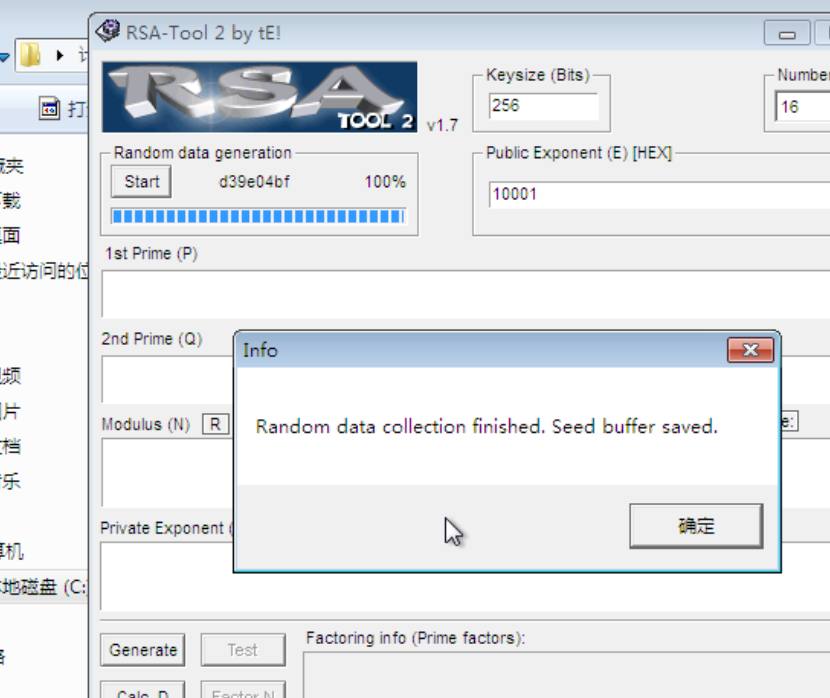 RSA-Tool 2 by tE!
RSA
TOOL 2
v1.7
Keysize (Bits)
256
Number
16
打
Random data generation
Start
d39e04bf
100%
Public Exponent (E) [HEX]
10001
夹
载
面
近访问的位
1st Prime (P)
2nd Prime (Q)
Info
Random data collection finished. Seed buffer saved.
确定
频
片
档
乐
Modulus (N)
R
e:
Private Exponent (
机
地磁盘 (C:
Generate
Test
Factoring info (Prime factors):
Calc. D
Factor N